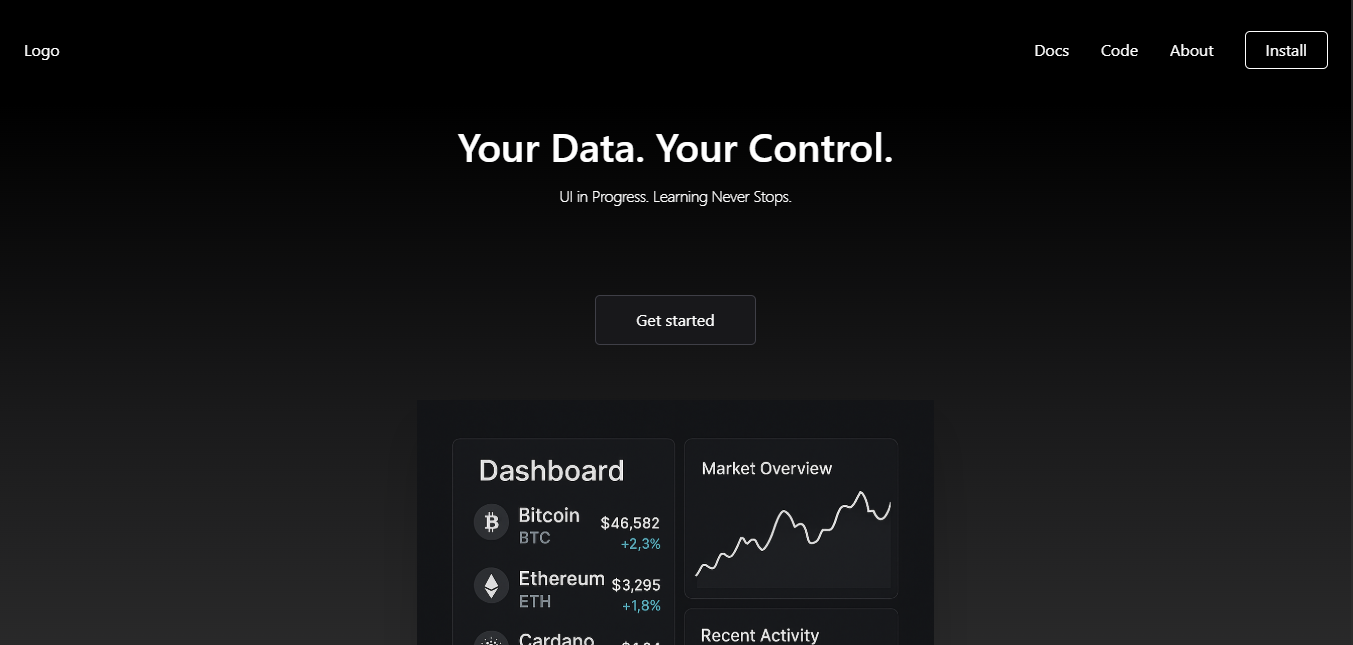 Logo
Docs
Code
About
Install
Your Data. Your Control.
UI in Progress. Learning Never Stops.
Get started
Dashboard
Bitcoin
BTC
$46,582
+2,3%
Ethereum
ETH
$3,295
+1,8%
Cardano
Market Overview
Recent Activity